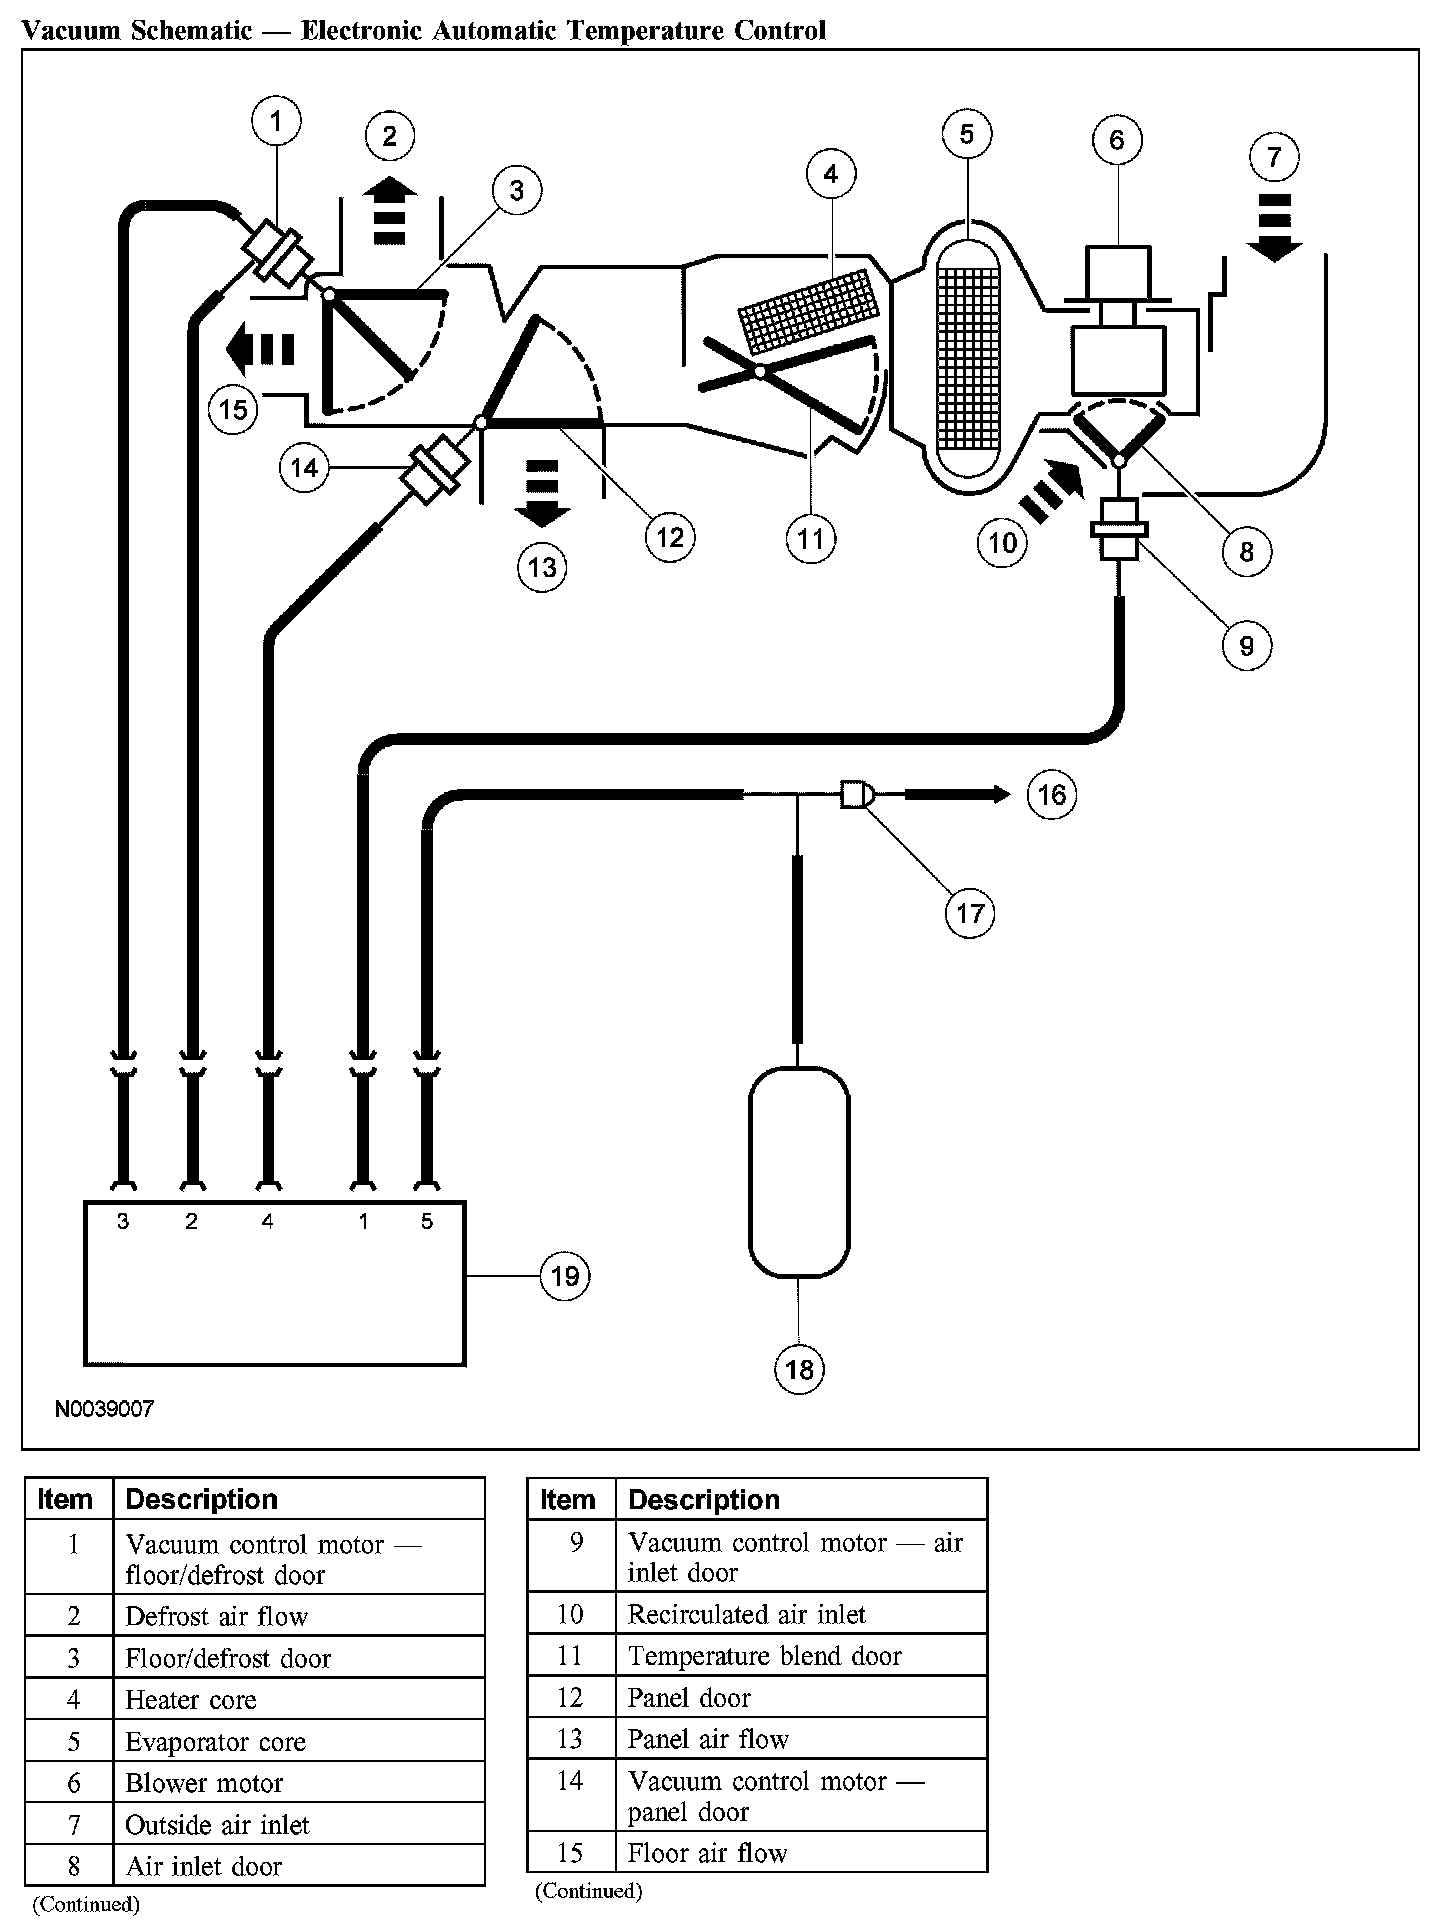 Vacuum Schematic — Electronic Automatic Temperature Control
1
2
3
4
5
6
7
15
14
13
12
11
10
8
9
16
17
3 2 4 1 5
19
18
N0039007
Item Description
1 Vacuum control motor —
floor/defrost door
2 Defrost air flow
3 Floor/defrost door
4 Heater core
5 Evaporator core
6 Blower motor
7 Outside air inlet
8 Air inlet door
(Continued)
Item Description
9 Vacuum control motor — air
inlet door
10 Recirculated air inlet
11 Temperature blend door
12 Panel door
13 Panel air flow
14 Vacuum control motor —
panel door
15 Floor air flow
(Continued)